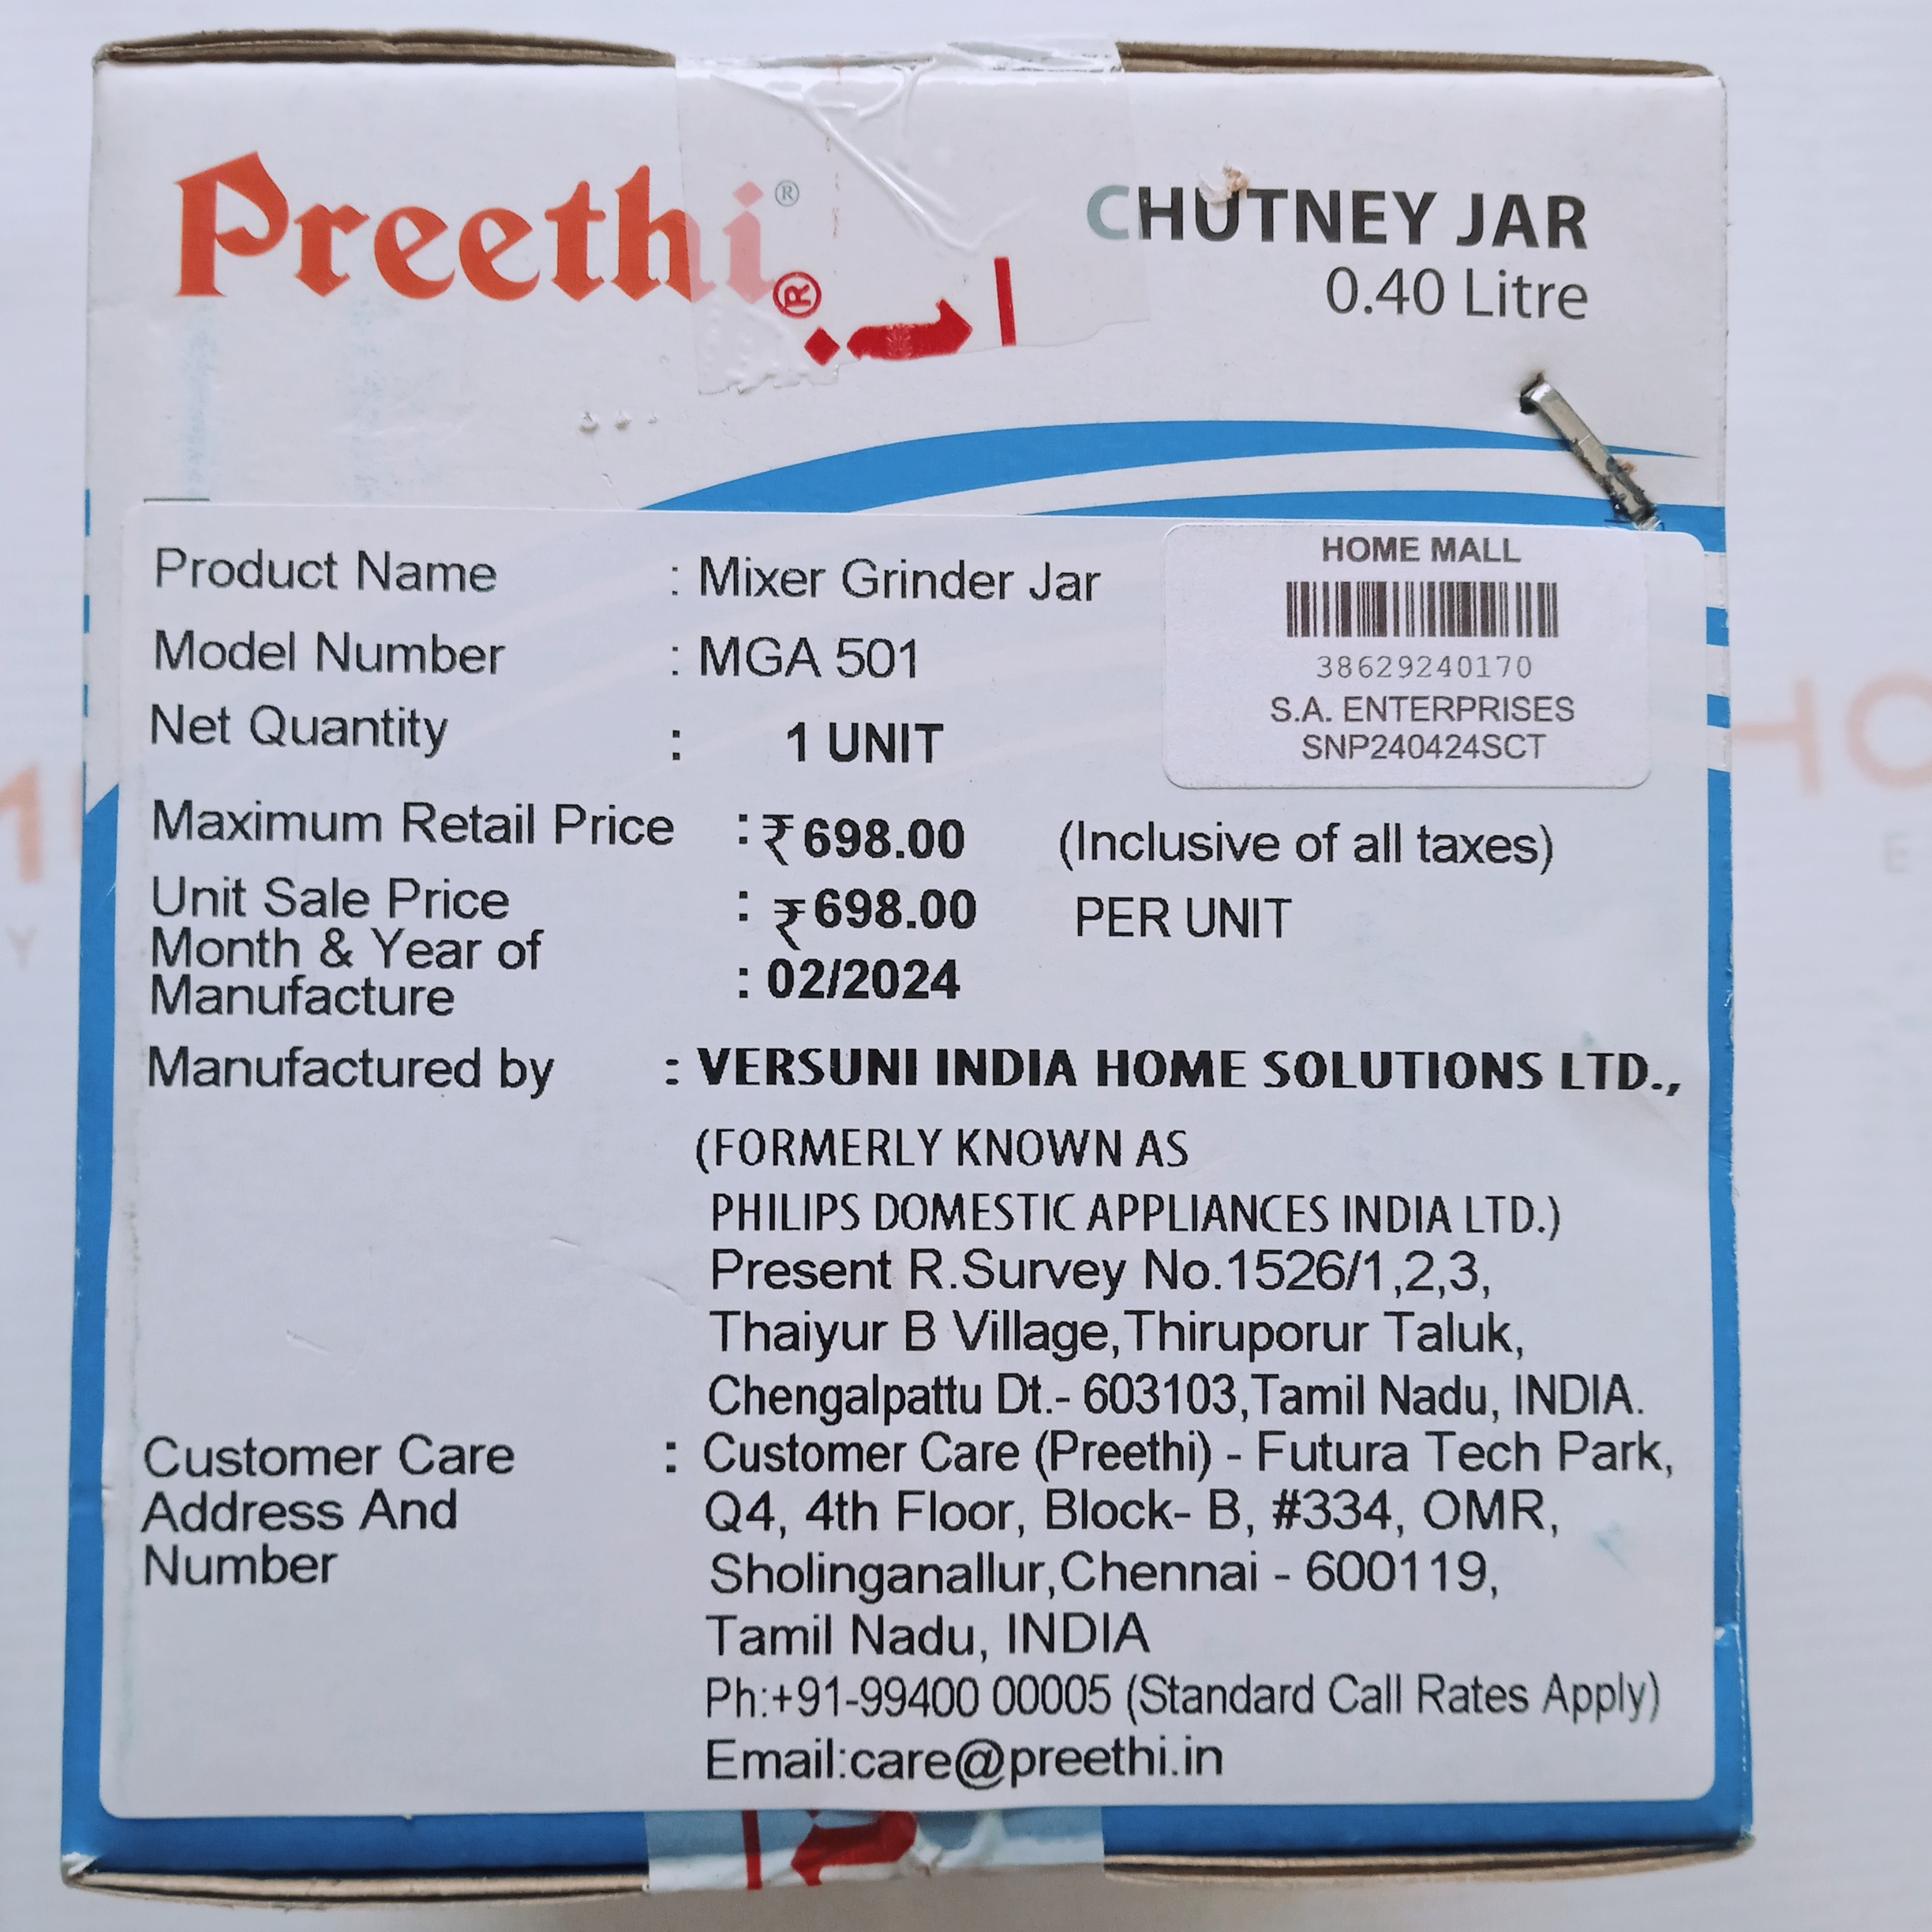 Preethi®
CHUTNEY JAR
0.40 Litre
HOME MALL
38629240170
S.A. ENTERPRISES
SNP240424SCT
Product Name : Mixer Grinder Jar
Model Number : MGA 501
Net Quantity : 1 UNIT
Maximum Retail Price : ₹ 698.00 (Inclusive of all taxes)
Unit Sale Price : ₹ 698.00 PER UNIT
Month & Year of
Manufacture : 02/2024
Manufactured by : VERSUNI INDIA HOME SOLUTIONS LTD.,
(FORMERLY KNOWN AS
PHILIPS DOMESTIC APPLIANCES INDIA LTD.)
Present R.Survey No.1526/1,2,3,
Thaiyur B Village,Thiruporur Taluk,
Chengalpattu Dt.- 603103,Tamil Nadu, INDIA.
Customer Care : Customer Care (Preethi) - Futura Tech Park,
Address And Q4, 4th Floor, Block- B, #334, OMR,
Number Sholinganallur,Chennai - 600119,
Tamil Nadu, INDIA
Ph:+91-99400 00005 (Standard Call Rates Apply)
Email:care@preethi.in